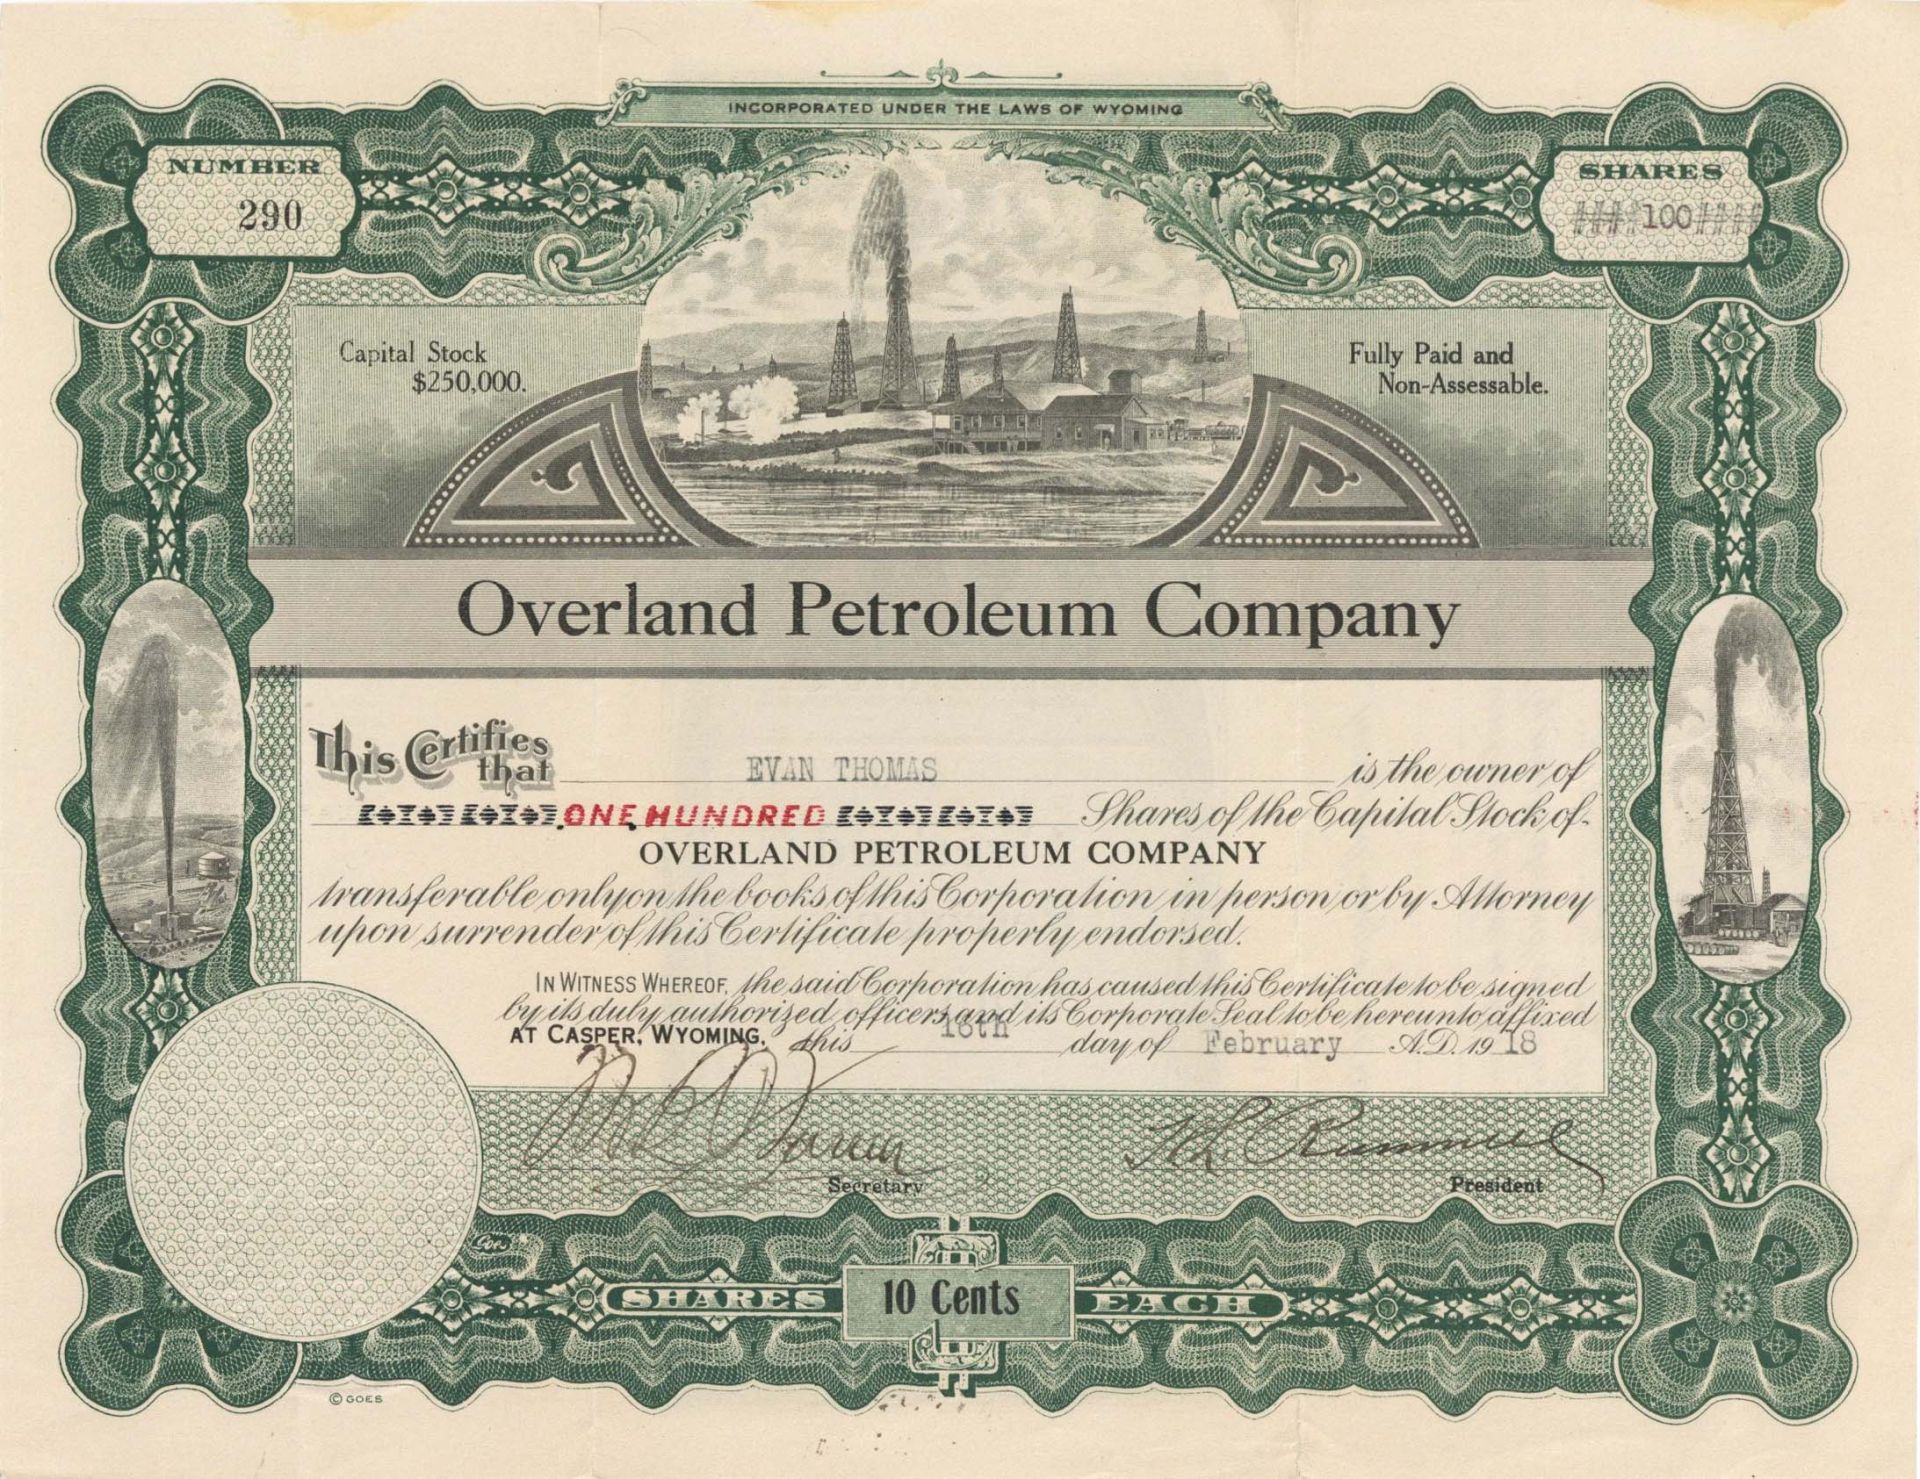 INCORPORATED UNDER THE LAWS OF WYOMING
NUMBER
290
SHARES
####100####
Capital Stock
$250,000.
Fully Paid and
Non-Assessable.
Overland Petroleum Company
This Certifies that EVAN THOMAS is the owner of
ONE HUNDRED Shares of the Capital Stock of
OVERLAND PETROLEUM COMPANY
transferable only on the books of this Corporation in person or by Attorney
upon surrender of this Certificate properly endorsed.
IN WITNESS WHEREOF, the said Corporation has caused this Certificate to be signed
by its duly authorized officers and its Corporate Seal to be hereunto affixed
AT CASPER, WYOMING, this 16th day of February A.D. 1918
Secretary
President
SHARES 10 Cents EACH
© GOES